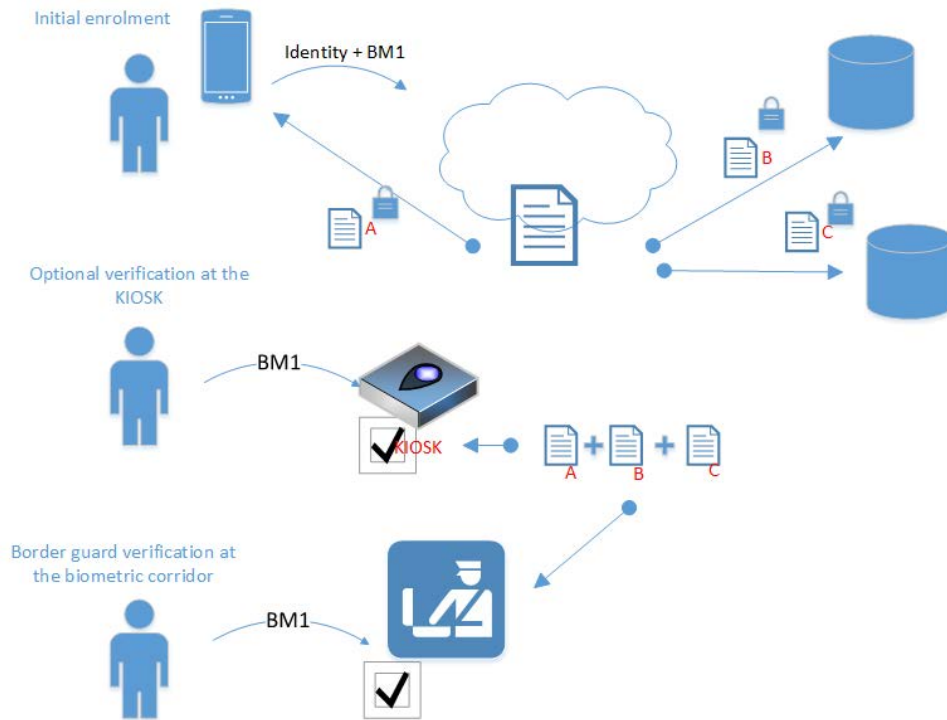 Initial enrolment
Identity + BM1
B
A
C
Optional verification at the
KIOSK
BM1
KIOSK
A
B
C
Border guard verification at
the biometric corridor
BM1